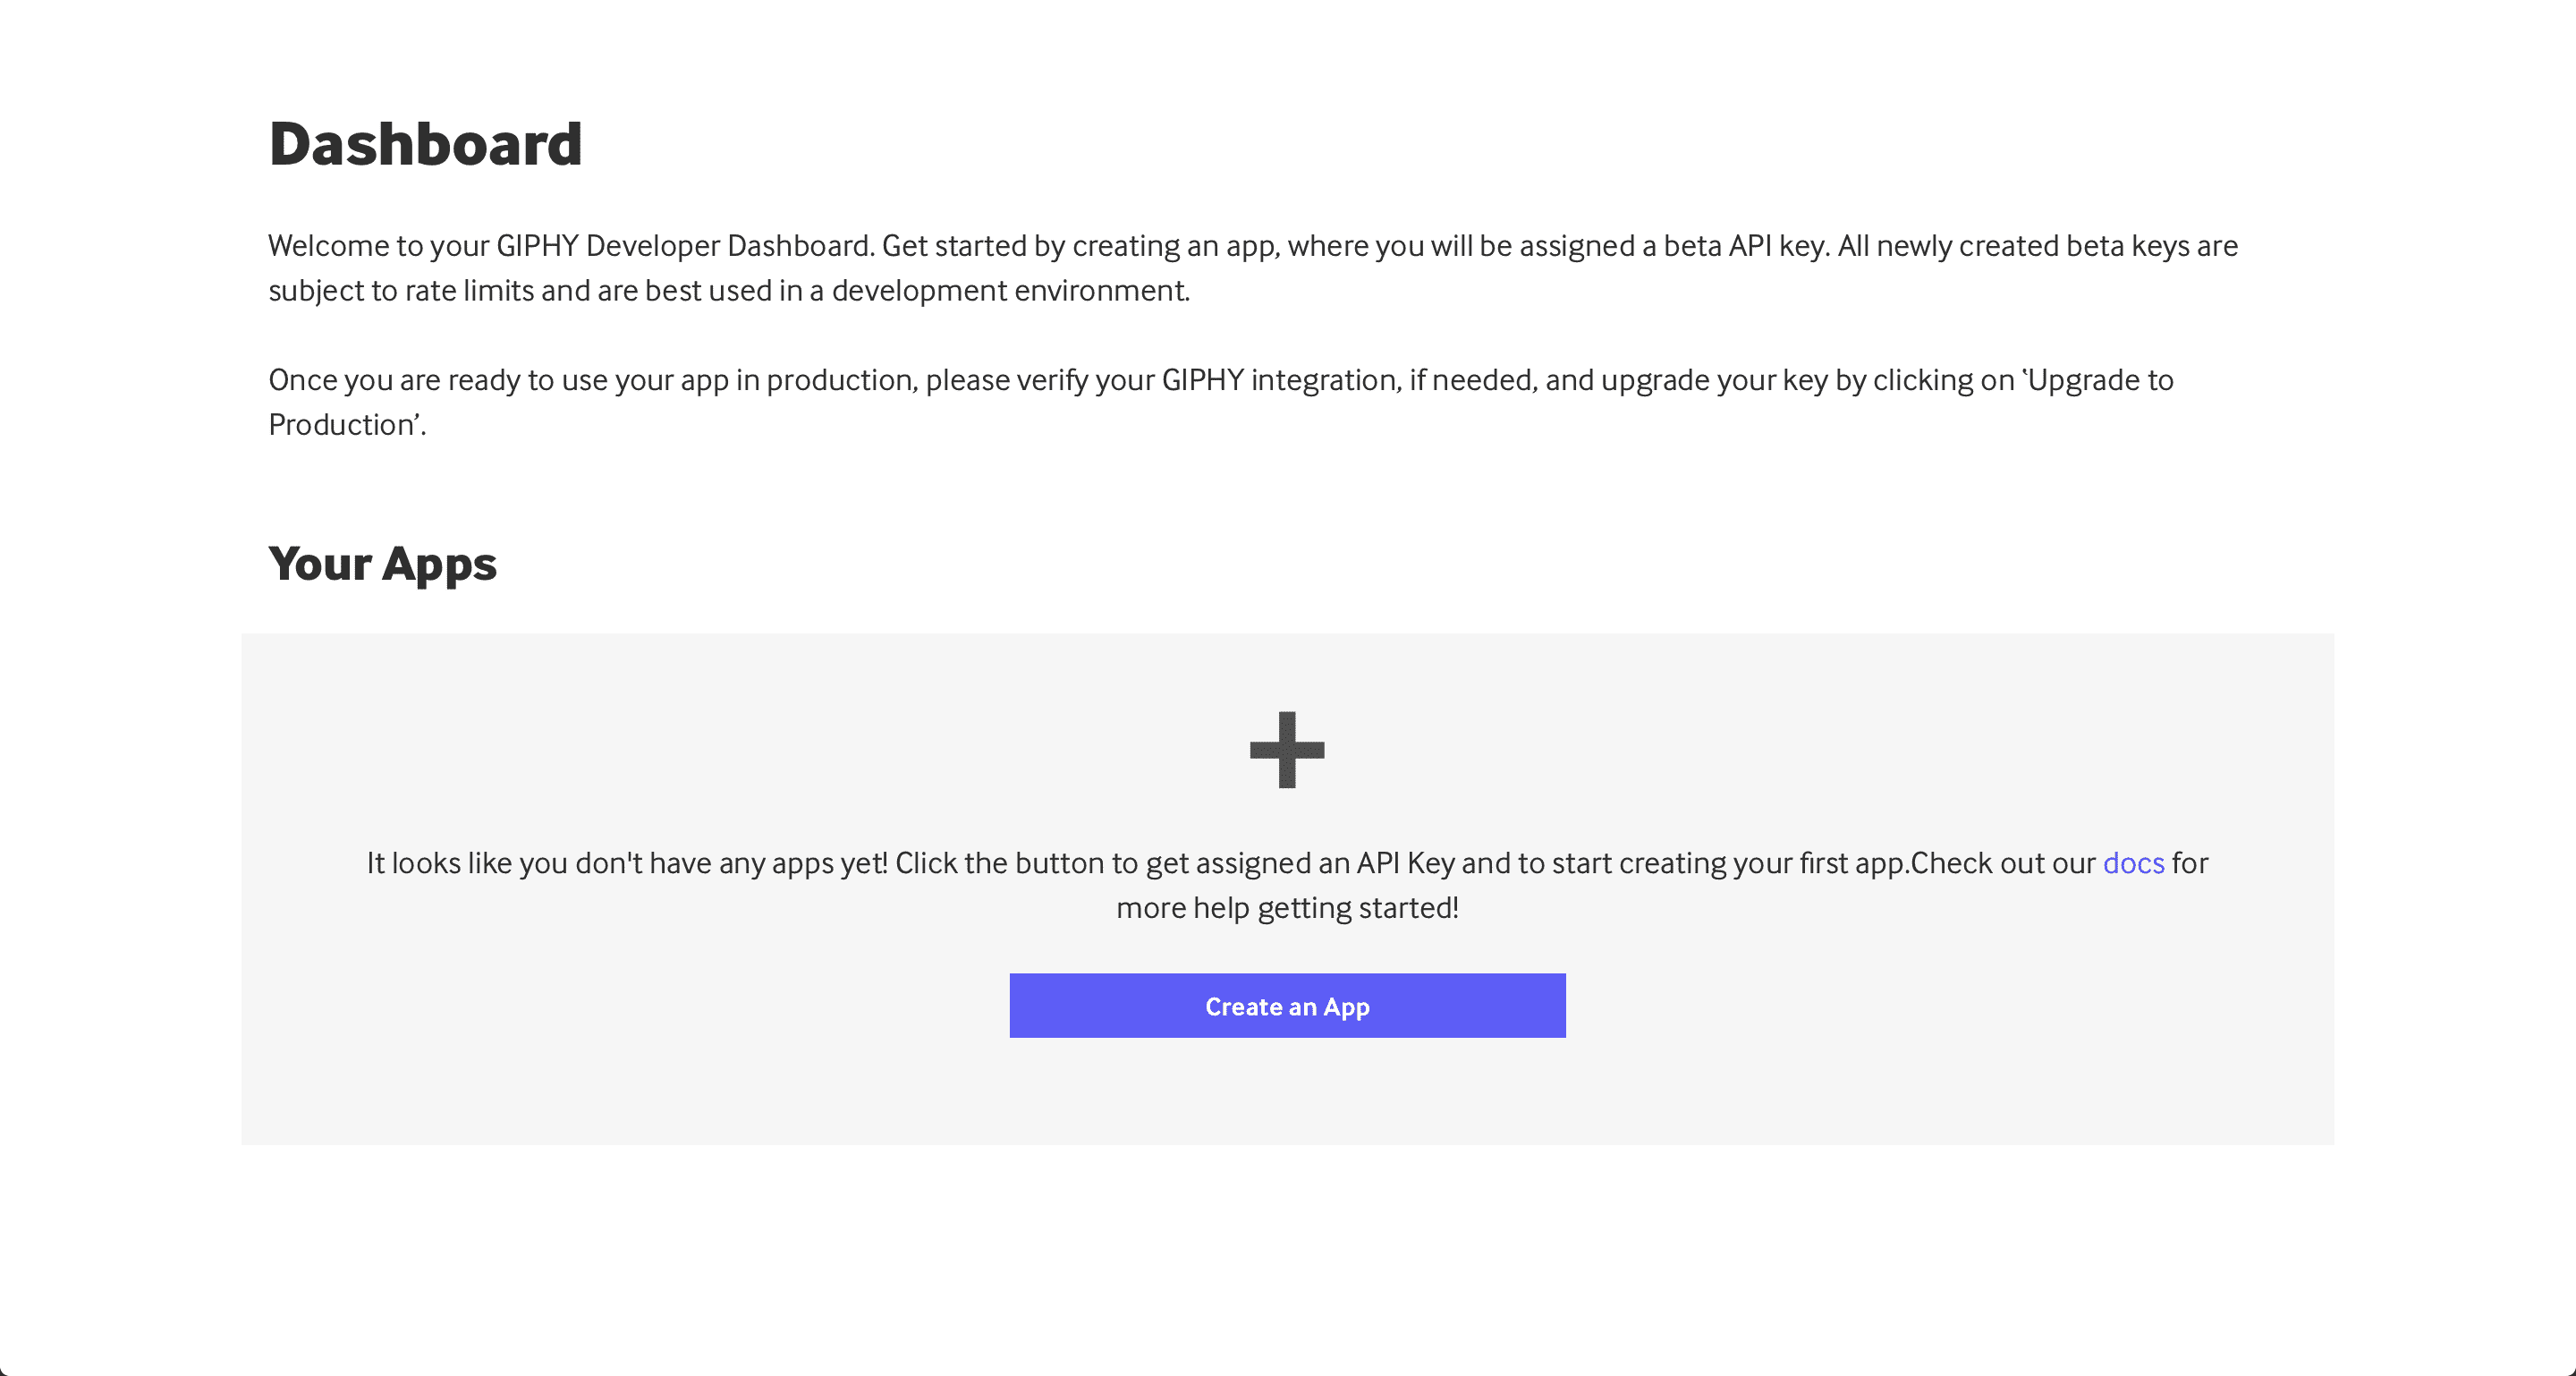 Dashboard
Welcome to your GIPHY Developer Dashboard. Get started by creating an app, where you will be assigned a beta API key. All newly created beta keys are
subject to rate limits and are best used in a development environment.
Once you are ready to use your app in production, please verify your GIPHY integration, if needed, and upgrade your key by clicking on ‛Upgrade to
Production’.
Your Apps
It looks like you don't have any apps yet! Click the button to get assigned an API Key and to start creating your first app.Check out our docs for
more help getting started!
Create an App